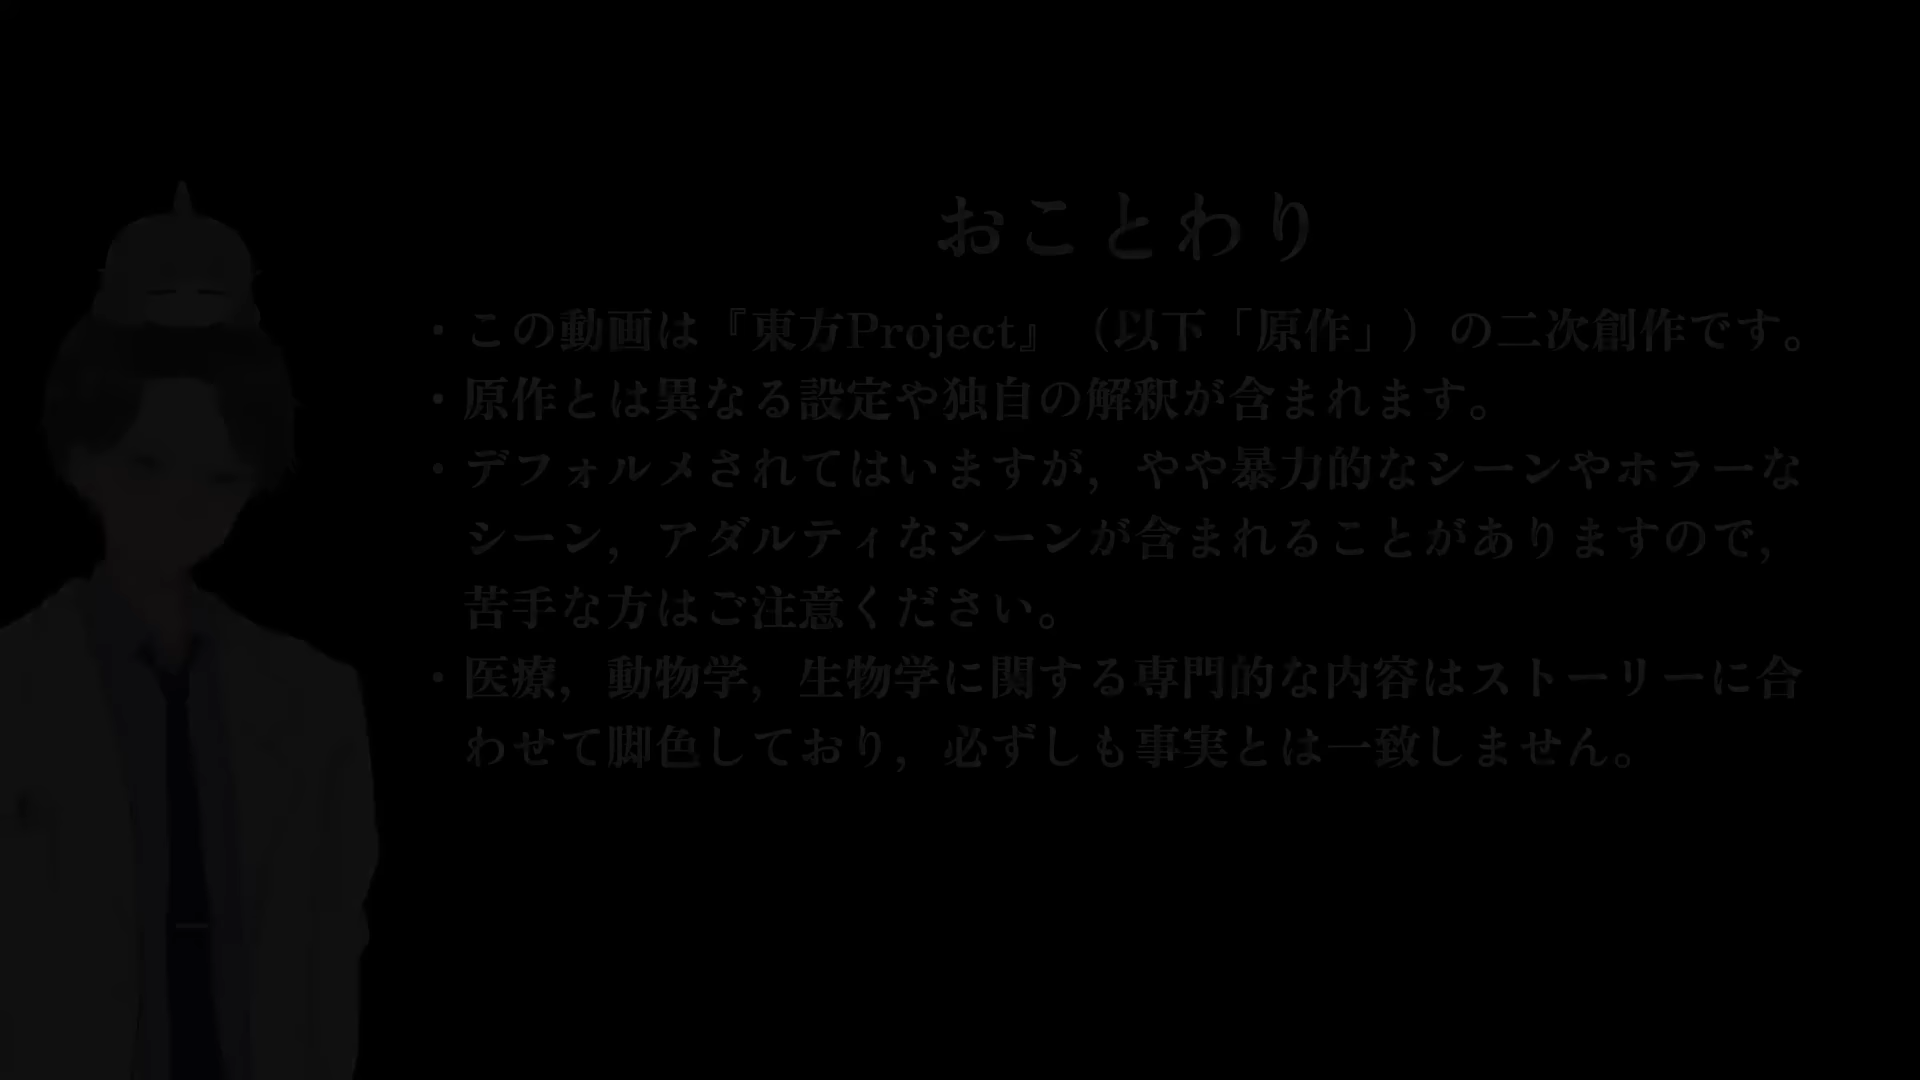 おことわり
・この動画は『東方Project』（以下「原作」）の二次創作です。
・原作とは異なる設定や独自の解釈が含まれます。
・デフォルメされてはいますが，やや暴力的なシーンやホラーな
シーン，アダルティなシーンが含まれることがありますので，
苦手な方はご注意ください。
・医療，動物学，生物学に関する専門的な内容はストーリーに合
わせて脚色しており，必ずしも事実とは一致しません。